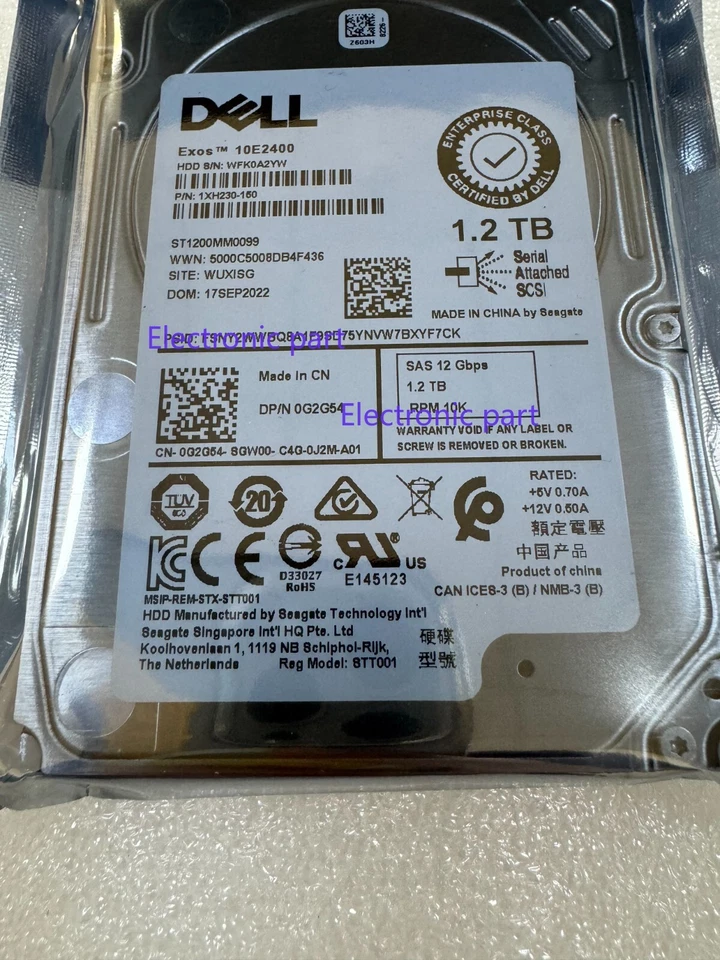 Z6G3H
DELL
Exos™ 10E2400
HDD S/N: WFK0A2YW
P/N: 1XH230-150
ENTERPRISE CLASS
CERTIFIED BY DELL
1.2 TB
ST1200MM0099
WWN: 5000C5008DB4F436
SITE: WUXISG
DOM: 17SEP2022
Serial
Attached
SCSI
MADE IN CHINA by Seagate
Electronic part
Made in CN
DP/N 0G2G54
CN- 0G2G54- SGW00- C4G-0J2M-A01
SAS 12 Gbps
1.2 TB
RPM 10K
Electronic part
WARRANTY VOID IF ANY LABEL OR
SCREW IS REMOVED OR BROKEN.
TÜV
20
RATED:
+5V 0.70A
+12V 0.50A
額定電壓
中国产品
Product of china
CAN ICES-3 (B) / NMB-3 (B)
D33027
RoHS
c UL ® US
E145123
MSIP-REM-STX-STT001
HDD Manufactured by Seagate Technology Int'l
Seagate Singapore Int'l HQ Pte. Ltd
Koolhovenlaan 1, 1119 NB Schiphol-Rijk,
The Netherlands Reg Model: STT001
硬碟
型號